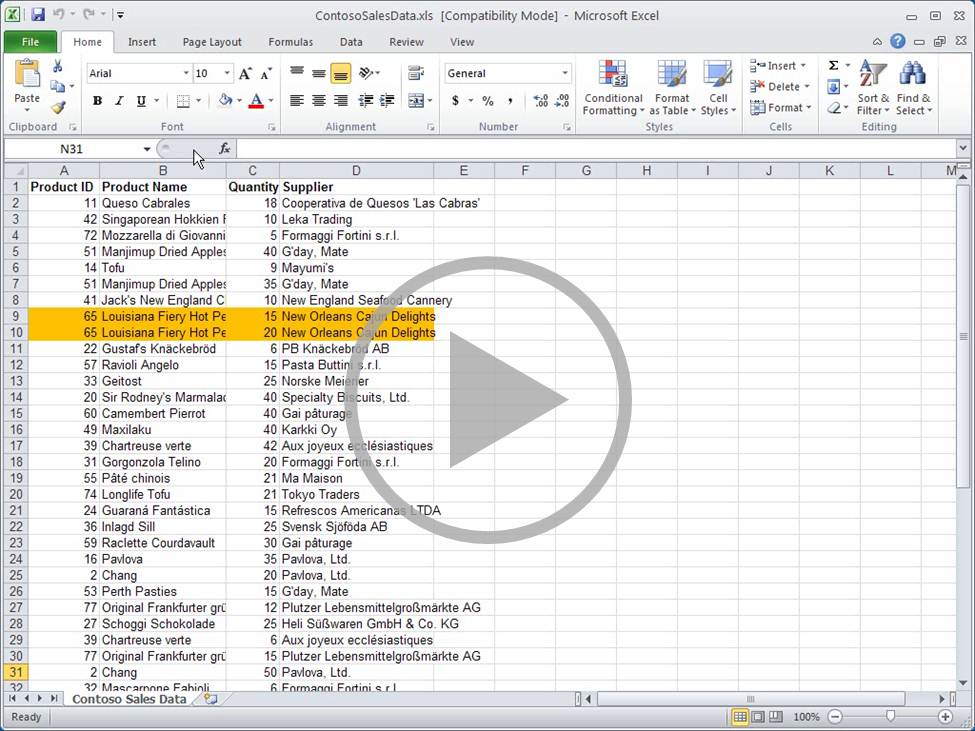 ContosoSalesData.xls [Compatibility Mode] - Microsoft Excel
File Home Insert Page Layout Formulas Data Review View
Paste
Arial 10
B I U
General
$ % ,
Conditional Formatting
Format as Table
Cell Styles
Insert
Delete
Format
Σ
Sort & Filter
Find & Select
Clipboard Font Alignment Number Styles Cells Editing
N31 fx
A B C D E F G H I J K L M
1 Product ID Product Name Quantity Supplier
2 11 Queso Cabrales 18 Cooperativa de Quesos 'Las Cabras'
3 42 Singaporean Hokkien 10 Leka Trading
4 72 Mozzarella di Giovanni 5 Formaggi Fortini s.r.l.
5 51 Manjimup Dried Apples 40 G'day, Mate
6 14 Tofu 9 Mayumi's
7 51 Manjimup Dried Apples 35 G'day, Mate
8 41 Jack's New England 10 New England Seafood Cannery
9 65 Louisiana Fiery Hot Pe 15 New Orleans Cajun Delights
10 65 Louisiana Fiery Hot Pe 20 New Orleans Cajun Delights
11 22 Gustaf's Knäckebröd 6 PB Knäckebröd AB
12 57 Ravioli Angelo 15 Pasta Buttini s.r.l.
13 33 Geitost 25 Norske Meierier
14 20 Sir Rodney's Marmalad 40 Specialty Biscuits, Ltd.
15 60 Camembert Pierrot 40 Gai pâturage
16 49 Maxilaku 40 Karkki Oy
17 39 Chartreuse verte 42 Aux joyeux ecclésiastiques
18 31 Gorgonzola Telino 20 Formaggi Fortini s.r.l.
19 55 Pâté chinois 21 Ma Maison
20 74 Longlife Tofu 21 Tokyo Traders
21 24 Guaraná Fantástica 15 Refrescos Americanas LTDA
22 36 Inlagd Sill 25 Svensk Sjöföda AB
23 59 Raclette Courdavault 30 Gai pâturage
24 16 Pavlova 35 Pavlova, Ltd.
25 2 Chang 20 Pavlova, Ltd.
26 53 Perth Pasties 15 G'day, Mate
27 77 Original Frankfurter grü 12 Plutzer Lebensmittelgroßmärkte AG
28 27 Schoggi Schokolade 25 Heli Süßwaren GmbH & Co. KG
29 39 Chartreuse verte 6 Aux joyeux ecclésiastiques
30 77 Original Frankfurter grü 15 Plutzer Lebensmittelgroßmärkte AG
31 2 Chang 50 Pavlova, Ltd.
32 32 Mascarpone Fabioli 6 Formaggi Fortini s.r.l.
Contoso Sales Data
Ready 100%